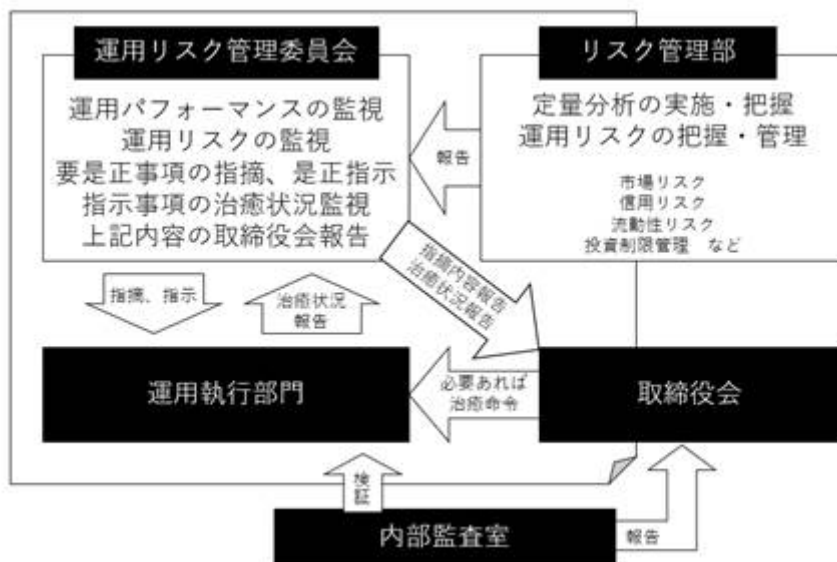 運用リスク管理委員会
運用パフォーマンスの監視
運用リスクの監視
要是正事項の指摘、是正指示
指示事項の治癒状況監視
上記内容の取締役会報告
リスク管理部
定量分析の実施・把握
運用リスクの把握・管理
市場リスク
信用リスク
流動性リスク
投資制限管理 など
報告
指摘内容報告
治癒状況報告
指摘、指示
治癒状況
報告
運用執行部門
必要あれば
治癒命令
取締役会
検証
内部監査室
報告